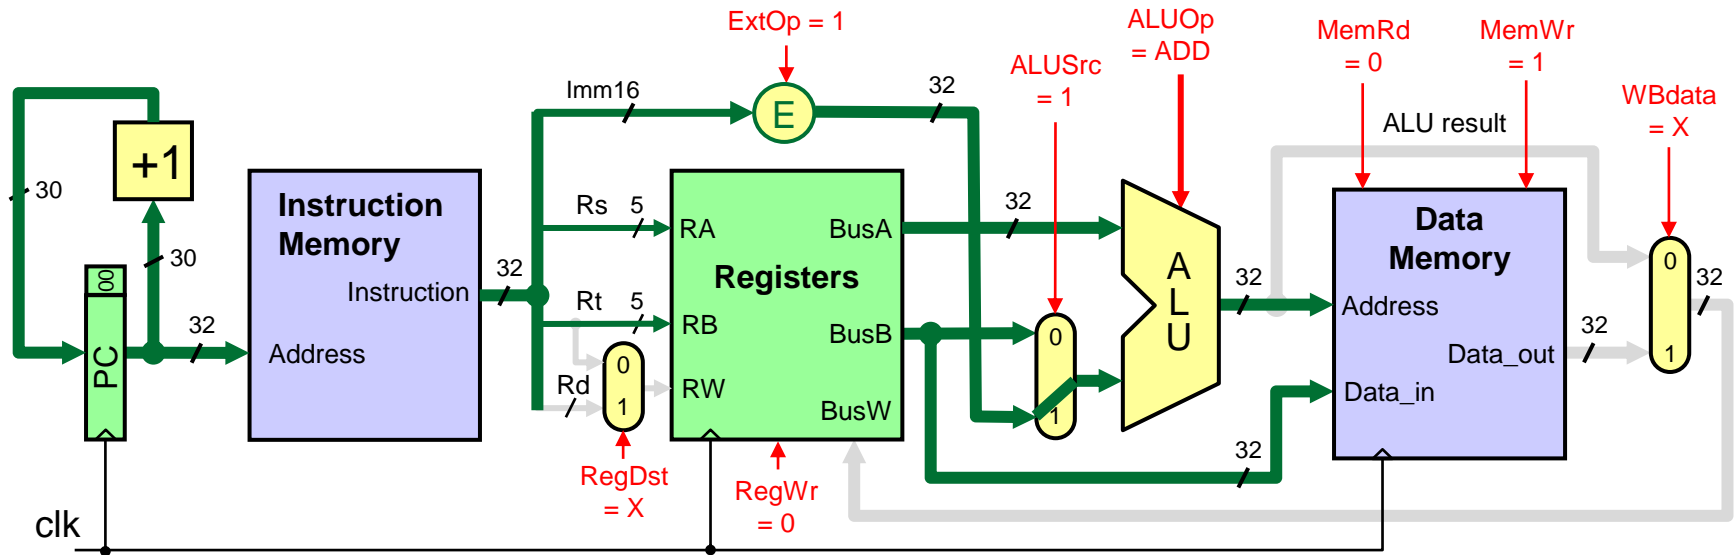 ExtOp = 1
ALUOp
= ADD
MemRd
= 0
MemWr
= 1
ALUSrc
= 1
WBdata
= X
Imm16
32
E
ALU result
+1
30
30
Instruction
Memory
Instruction
Address
32
32
00
PC
Rs
5
Rt
5
Rd
0
1
RegDst
= X
RA
RB
RW
Registers
BusA
BusB
BusW
RegWr
= 0
32
0
1
A
L
U
32
32
Data
Memory
Address
Data_out
Data_in
32
0
1
32
clk